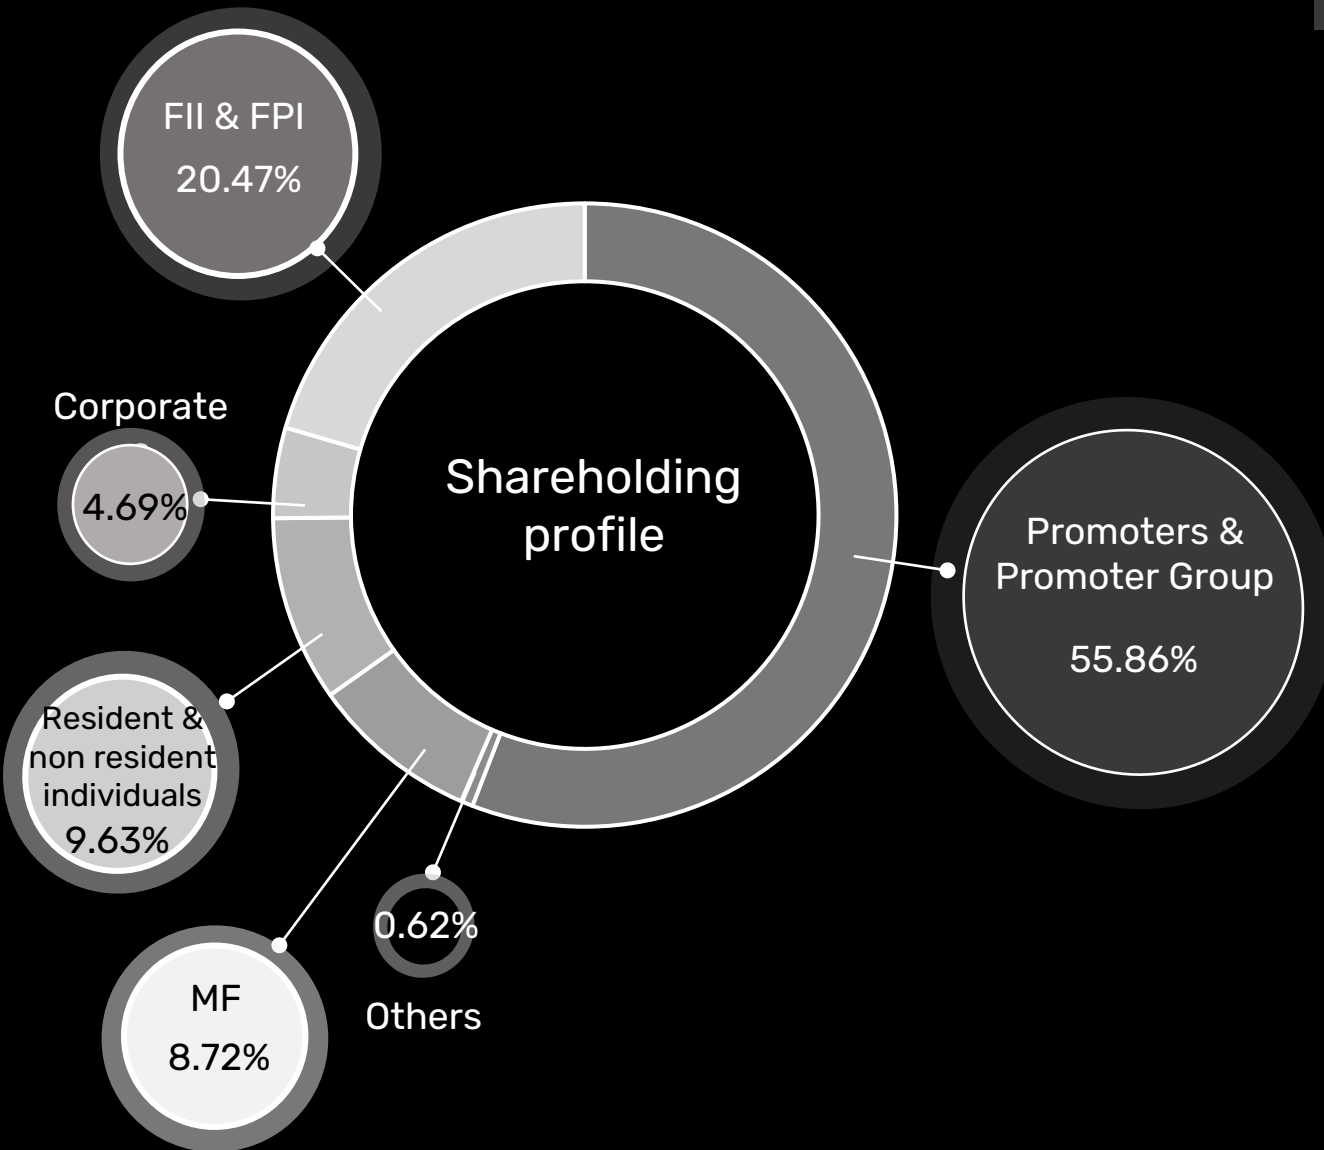 FII & FPI
20.47%
Corporate
4.69%
Shareholding
profile
Promoters &
Promoter Group
55.86%
Resident &
non resident
individuals
9.63%
MF
8.72%
0.62%
Others